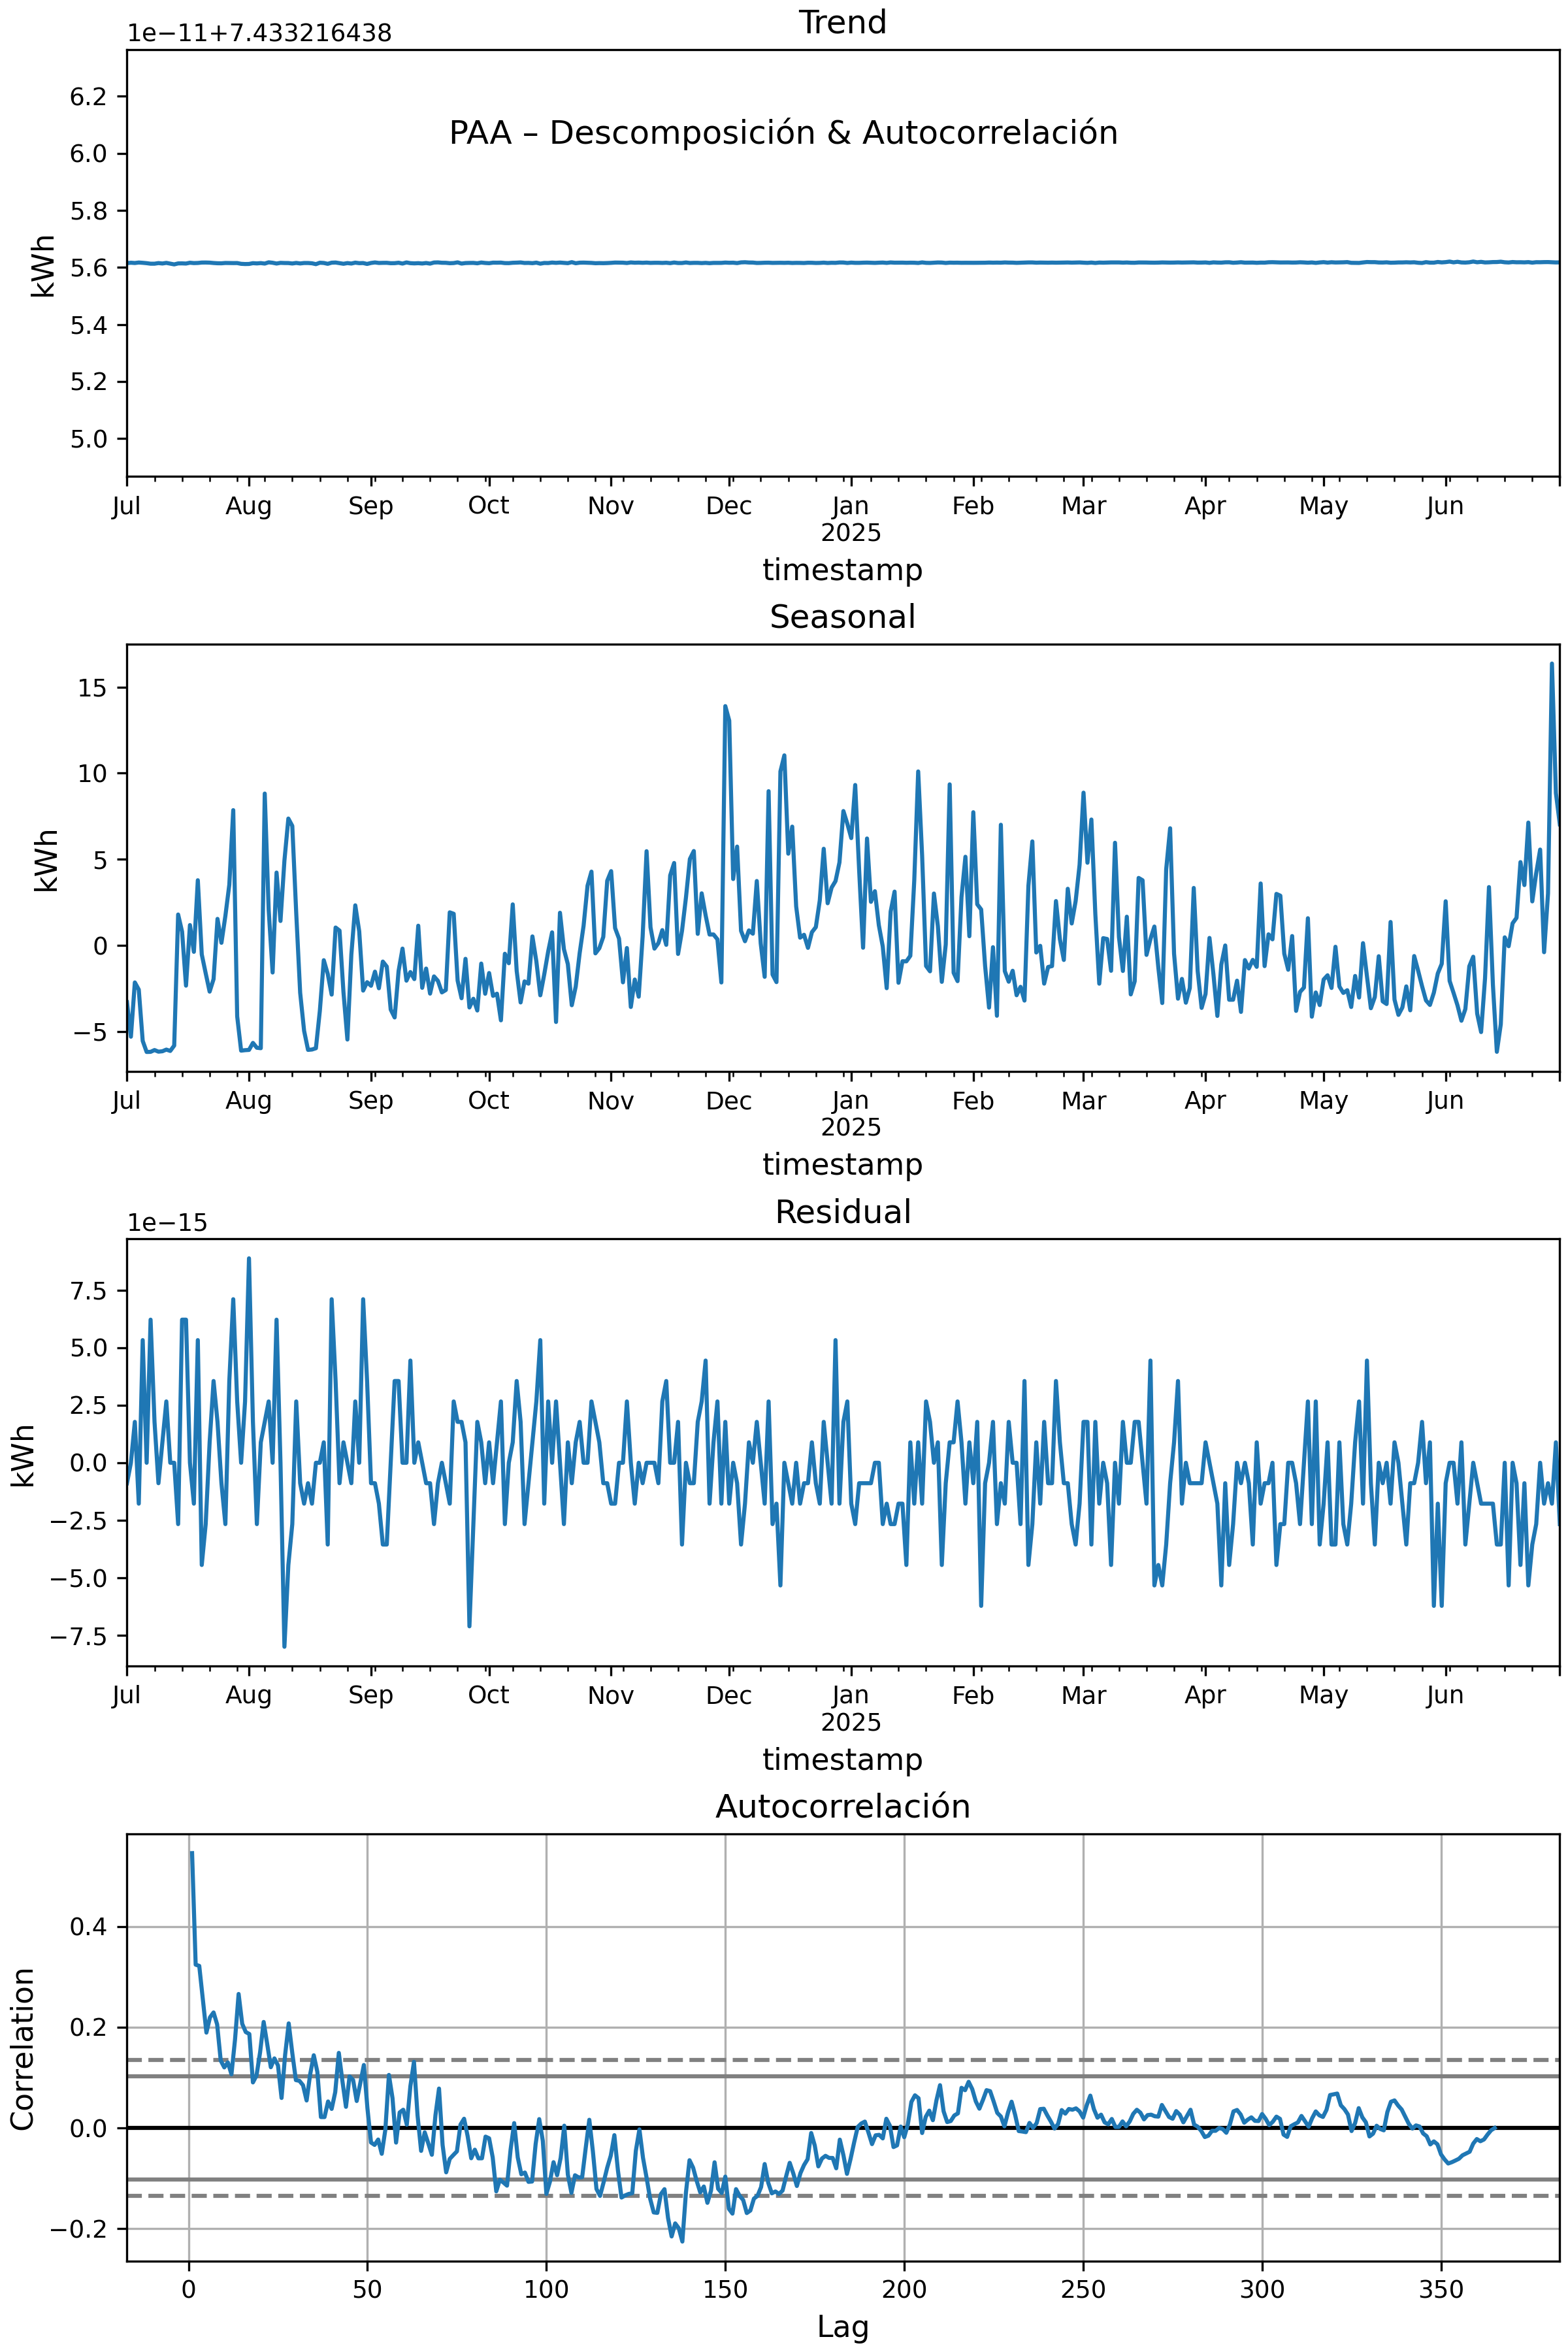 Trend
1e−11+7.433216438
PAA – Descomposición & Autocorrelación
6.2
6.0
5.8
5.6
5.4
5.2
5.0
kWh
Jul Aug Sep Oct Nov Dec Jan Feb Mar Apr May Jun
2025
timestamp
Seasonal
15
10
5
0
−5
kWh
Jul Aug Sep Oct Nov Dec Jan Feb Mar Apr May Jun
2025
timestamp
Residual
1e−15
7.5
5.0
2.5
0.0
−2.5
−5.0
−7.5
kWh
Jul Aug Sep Oct Nov Dec Jan Feb Mar Apr May Jun
2025
timestamp
Autocorrelación
0.4
0.2
0.0
−0.2
Correlation
0 50 100 150 200 250 300 350
Lag